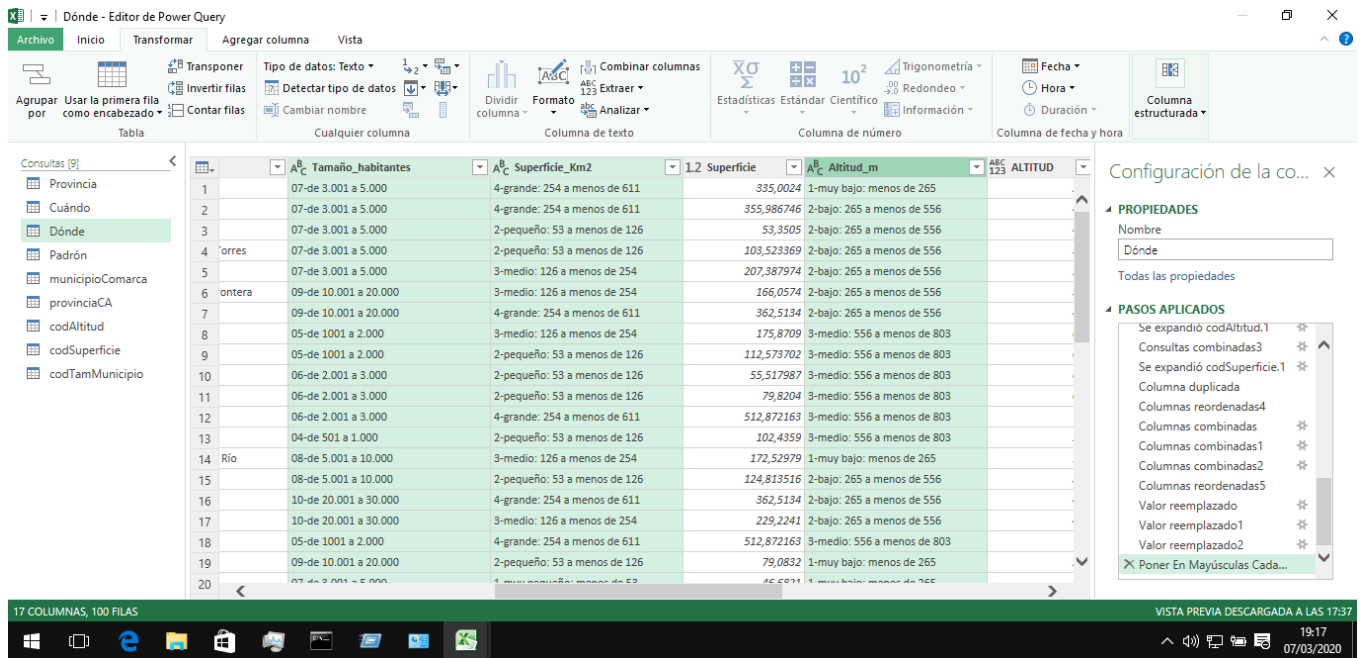 Dónde - Editor de Power Query
Archivo Inicio Transformar Agregar columna Vista
Agrupar por
Usar la primera fila como encabezado
Transponer
Invertir filas
Contar filas
Tabla
Tipo de datos: Texto
Detectar tipo de datos
Cambiar nombre
Cualquier columna
Dividir columna
Formato
Combinar columnas
Extraer
Analizar
Columna de texto
Estadísticas Estándar Científico
Trigonometría
Redondeo
Información
Columna de número
Fecha
Hora
Duración
Columna de fecha y hora
Columna estructurada
Consultas [9]
Provincia
Cuándo
Dónde
Padrón
municipioComarca
provinciaCA
codAltitud
codSuperficie
codTamMunicipio
Tamaño_habitantes Superficie_Km2 1.2 Superficie Altitud_m ABC 123 ALTITUD
1 07-de 3.001 a 5.000 4-grande: 254 a menos de 611 335,0024 1-muy bajo: menos de 265
2 07-de 3.001 a 5.000 4-grande: 254 a menos de 611 355,986746 2-bajo: 265 a menos de 556
3 07-de 3.001 a 5.000 2-pequeño: 53 a menos de 126 53,3505 2-bajo: 265 a menos de 556
4 Torres 07-de 3.001 a 5.000 2-pequeño: 53 a menos de 126 103,523369 2-bajo: 265 a menos de 556
5 07-de 3.001 a 5.000 3-medio: 126 a menos de 254 207,387974 2-bajo: 265 a menos de 556
6 ontera 09-de 10.001 a 20.000 3-medio: 126 a menos de 254 166,0574 2-bajo: 265 a menos de 556
7 09-de 10.001 a 20.000 4-grande: 254 a menos de 611 362,5134 2-bajo: 265 a menos de 556
8 05-de 1001 a 2.000 3-medio: 126 a menos de 254 175,8709 3-medio: 556 a menos de 803
9 05-de 1001 a 2.000 2-pequeño: 53 a menos de 126 112,573702 3-medio: 556 a menos de 803
10 06-de 2.001 a 3.000 2-pequeño: 53 a menos de 126 55,517987 3-medio: 556 a menos de 803
11 06-de 2.001 a 3.000 2-pequeño: 53 a menos de 126 79,8204 3-medio: 556 a menos de 803
12 06-de 2.001 a 3.000 4-grande: 254 a menos de 611 512,872163 3-medio: 556 a menos de 803
13 04-de 501 a 1.000 2-pequeño: 53 a menos de 126 102,4359 3-medio: 556 a menos de 803
14 Río 08-de 5.001 a 10.000 3-medio: 126 a menos de 254 172,52979 1-muy bajo: menos de 265
15 08-de 5.001 a 10.000 2-pequeño: 53 a menos de 126 124,813516 2-bajo: 265 a menos de 556
16 10-de 20.001 a 30.000 4-grande: 254 a menos de 611 362,5134 2-bajo: 265 a menos de 556
17 10-de 20.001 a 30.000 3-medio: 126 a menos de 254 229,2241 2-bajo: 265 a menos de 556
18 05-de 1001 a 2.000 4-grande: 254 a menos de 611 512,872163 3-medio: 556 a menos de 803
19 09-de 10.001 a 20.000 2-pequeño: 53 a menos de 126 79,0832 1-muy bajo: menos de 265
20 07-de 3.001 a 5.000 1-muy pequeño: menos de 53 46,6821 1-muy bajo: menos de 265
Configuración de la co...
PROPIEDADES
Nombre
Dónde
Todas las propiedades
PASOS APLICADOS
Se expandió codAltitud.1
Consultas combinadas3
Se expandió codSuperficie.1
Columna duplicada
Columnas reordenadas4
Columnas combinadas
Columnas combinadas1
Columnas combinadas2
Columnas reordenadas5
Valor reemplazado
Valor reemplazado1
Valor reemplazado2
Poner En Mayúsculas Cada...
17 COLUMNAS, 100 FILAS
VISTA PREVIA DESCARGADA A LAS 17:37
19:17
07/03/2020